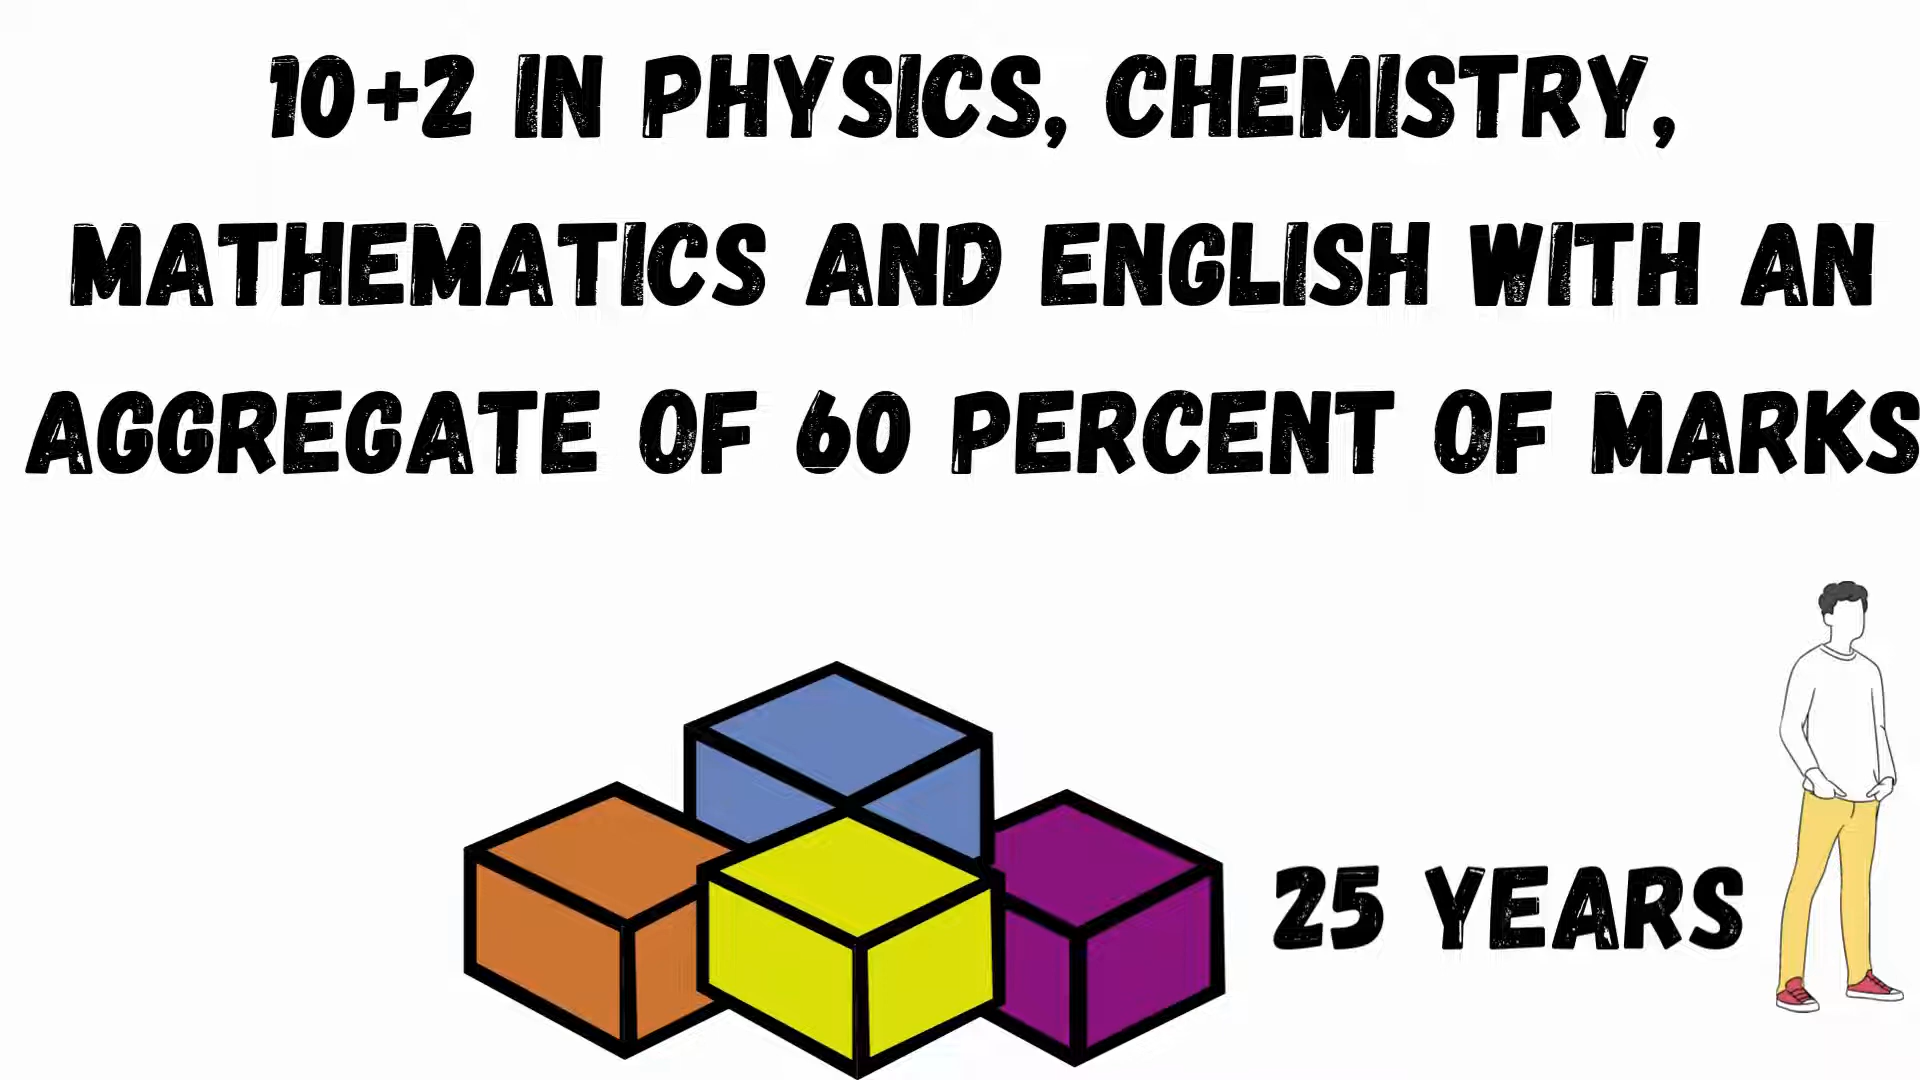 10+2 IN PHYSICS, CHEMISTRY,
MATHEMATICS AND ENGLISH WITH AN
AGGREGATE OF 60 PERCENT OF MARKS
25 YEARS